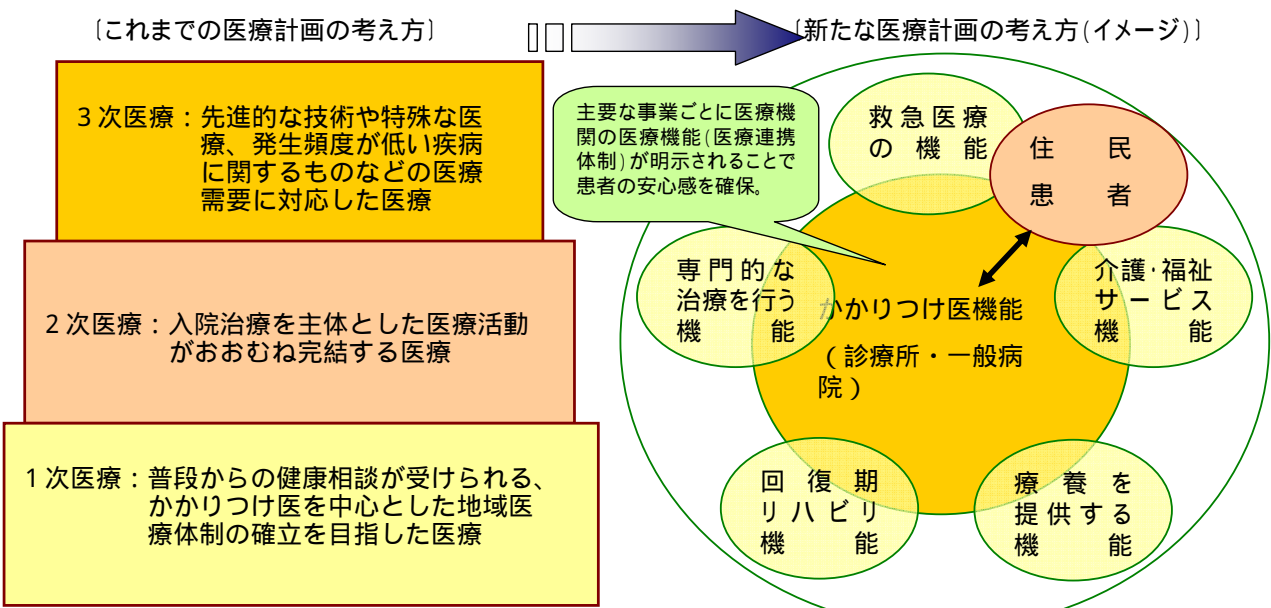 〔これまでの医療計画の考え方〕
〔新たな医療計画の考え方(イメージ)〕
3次医療：先進的な技術や特殊な医
療、発生頻度が低い疾病
に関するものなどの医療
需要に対応した医療
2次医療：入院治療を主体とした医療活動
がおおむね完結する医療
1次医療：普段からの健康相談が受けられる、
かかりつけ医を中心とした地域医
療体制の確立を目指した医療
主要な事業ごとに医療機
関の医療機能(医療連携
体制)が明示されることで
患者の安心感を確保。
救急医療
の機能
住民
患者
専門的な
治療を行う
機能
介護・福祉
サービス
機能
かかりつけ医機能
（診療所・一般病
院）
回復期
リハビリ
機能
療養を
提供する
機能